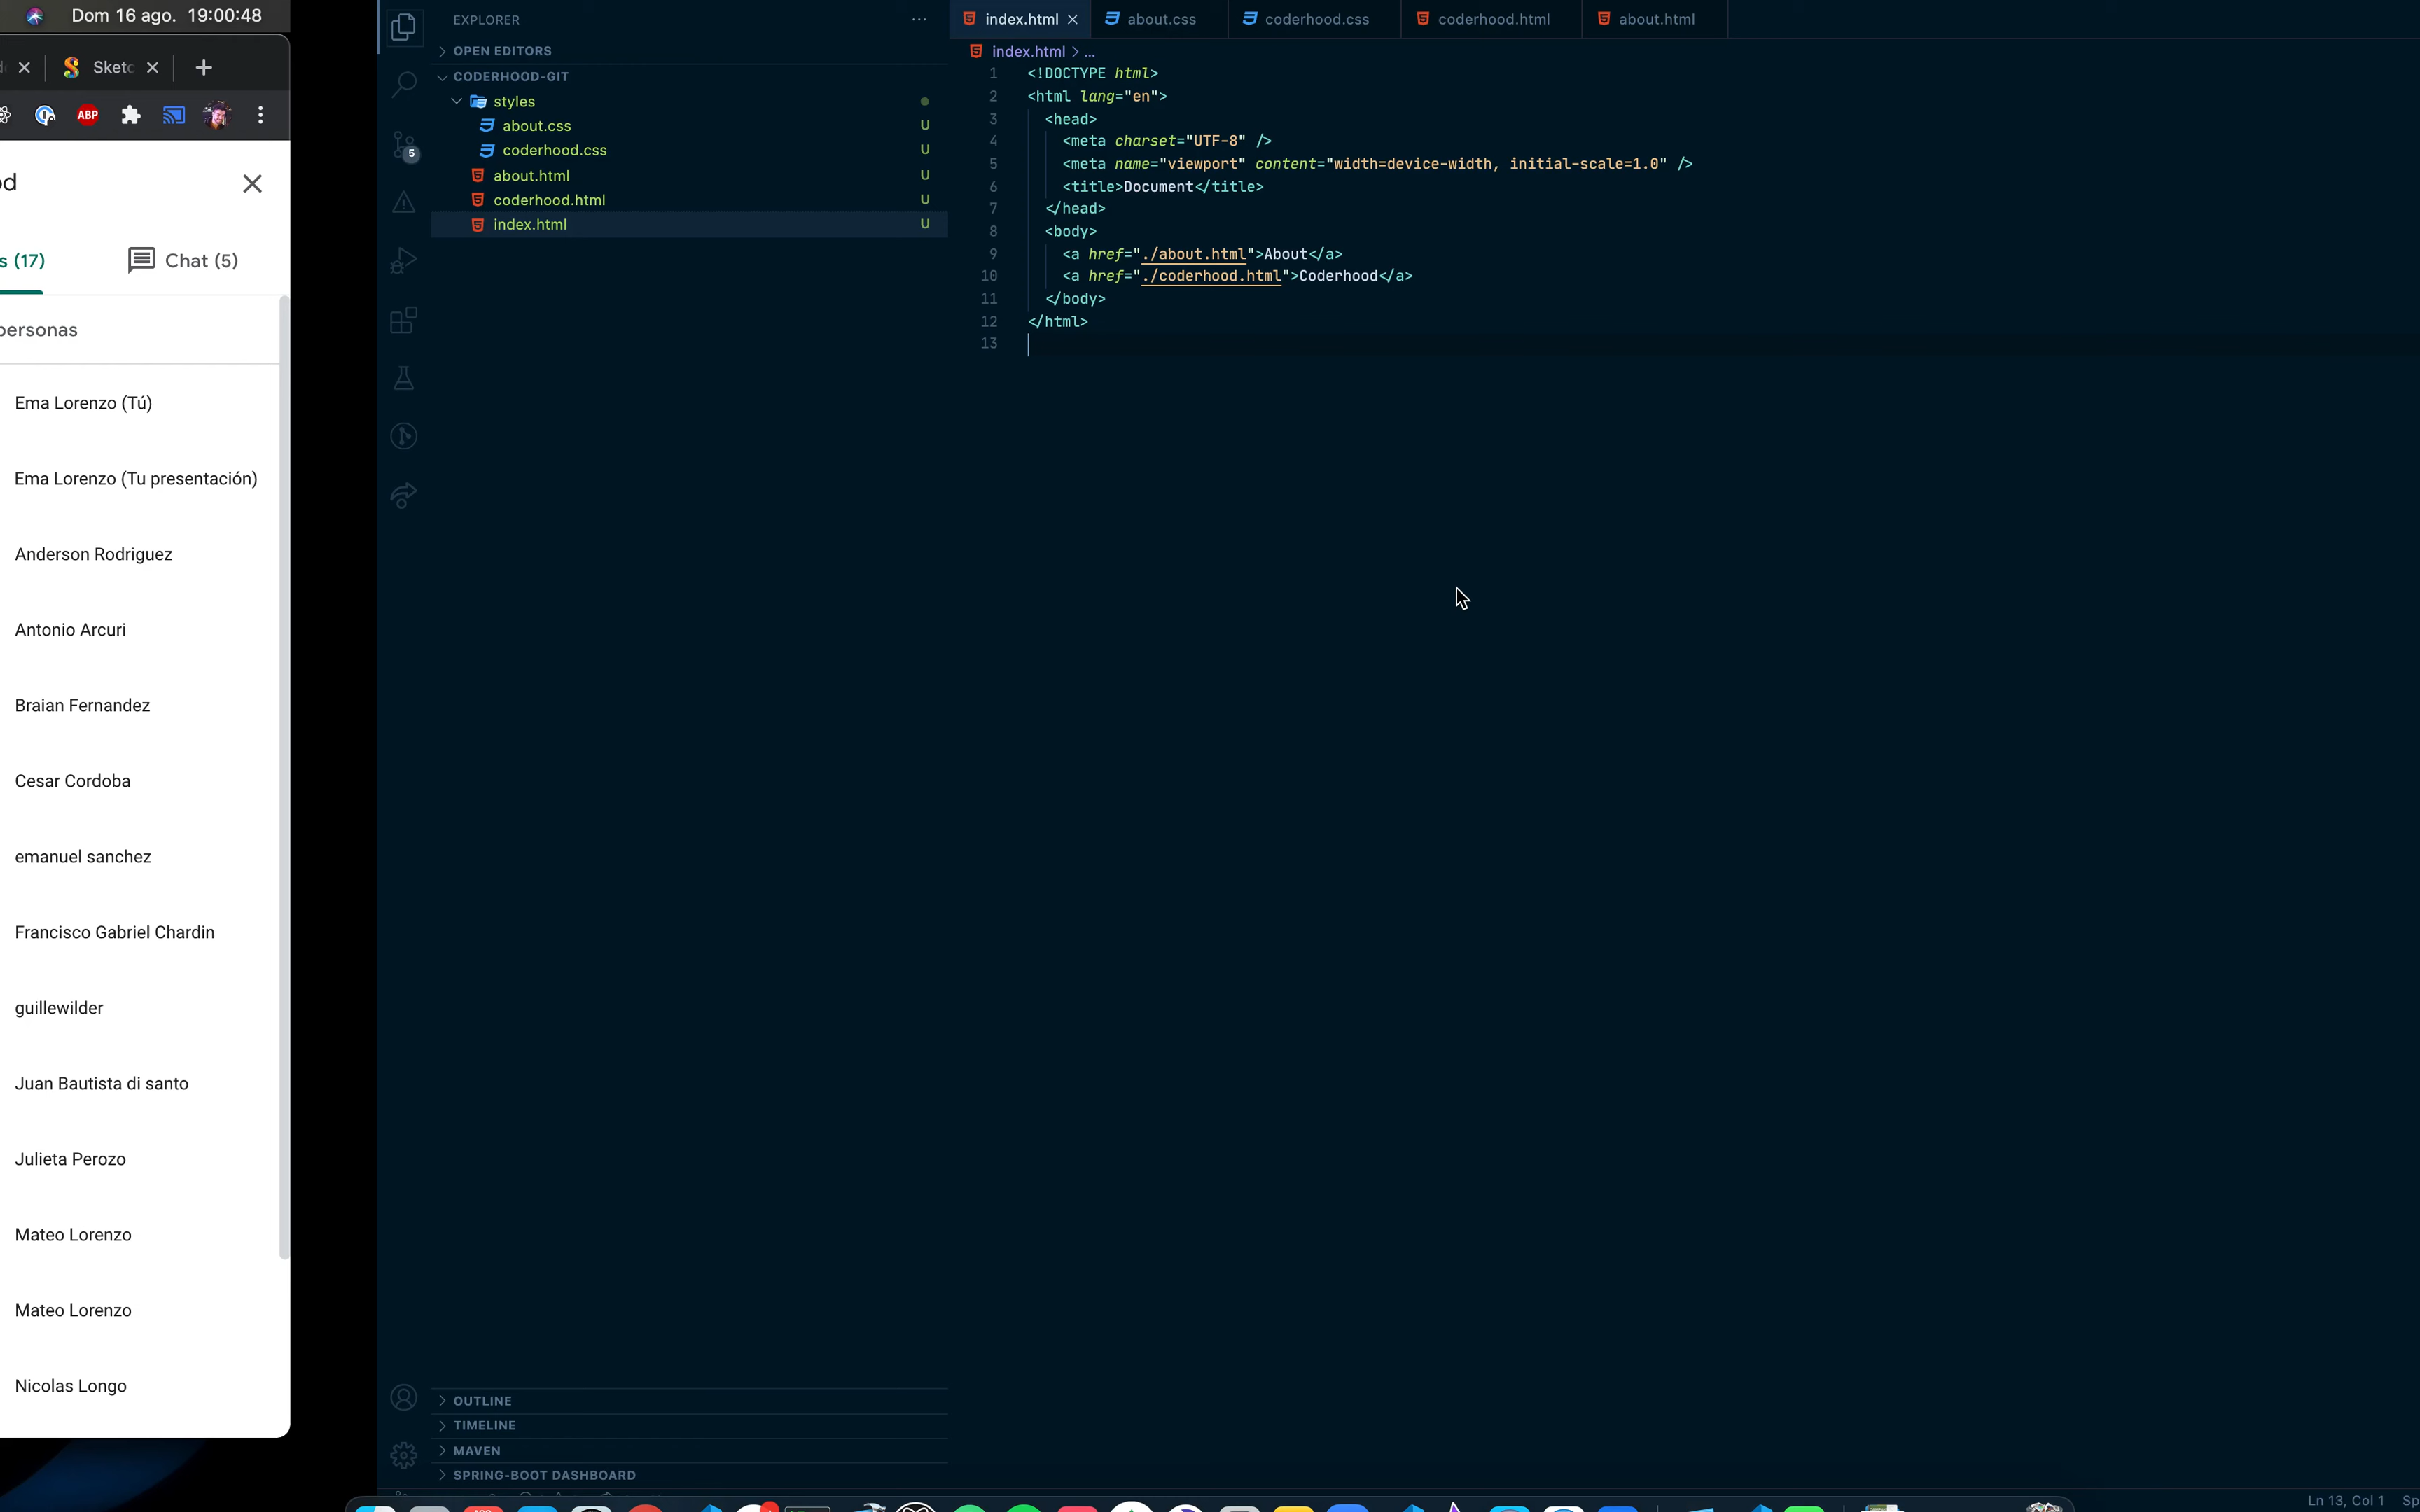 Dom 16 ago. 19:00:48
Sketc
ABP
od
s (17)
Chat (5)
personas
Ema Lorenzo (Tú)
Ema Lorenzo (Tu presentación)
Anderson Rodriguez
Antonio Arcuri
Braian Fernandez
Cesar Cordoba
emanuel sanchez
Francisco Gabriel Chardin
guillewilder
Juan Bautista di santo
Julieta Perozo
Mateo Lorenzo
Mateo Lorenzo
Nicolas Longo
5
EXPLORER
OPEN EDITORS
CODERHOOD-GIT
styles
about.css U
coderhood.css U
about.html U
coderhood.html U
index.html U
OUTLINE
TIMELINE
MAVEN
SPRING-BOOT DASHBOARD
index.html about.css coderhood.css coderhood.html about.html
index.html > ...
1 <!DOCTYPE html>
2 <html lang="en">
3 <head>
4 <meta charset="UTF-8" />
5 <meta name="viewport" content="width=device-width, initial-scale=1.0" />
6 <title>Document</title>
7 </head>
8 <body>
9 <a href="./about.html">About</a>
10 <a href="./coderhood.html">Coderhood</a>
11 </body>
12 </html>
13
Ln 13, Col 1 Sp